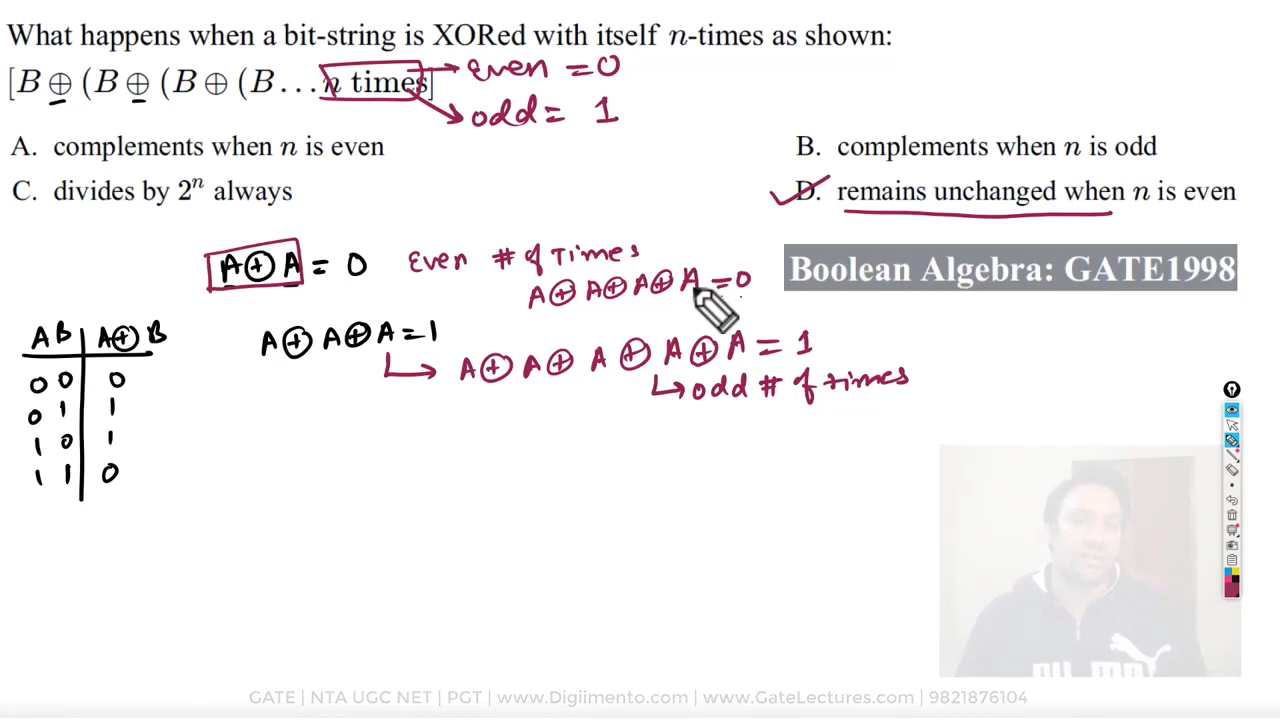 What happens when a bit-string is XORed with itself n-times as shown:
[B ⊕ (B ⊕ (B ⊕ (B … n times]
even = 0
odd = 1
A. complements when n is even
B. complements when n is odd
C. divides by 2ⁿ always
D. remains unchanged when n is even
A ⊕ A = 0
Even # of Times
A ⊕ A ⊕ A ⊕ A = 0
Boolean Algebra: GATE1998
A ⊕ A ⊕ A = 1
A ⊕ A ⊕ A ⊕ A ⊕ A = 1
odd # of times
A B A ⊕ B
0 0 0
0 1 1
1 0 1
1 1 0
GATE | NTA UGC NET | PGT | www.Digiimento.com | www.GateLectures.com | 9821876104